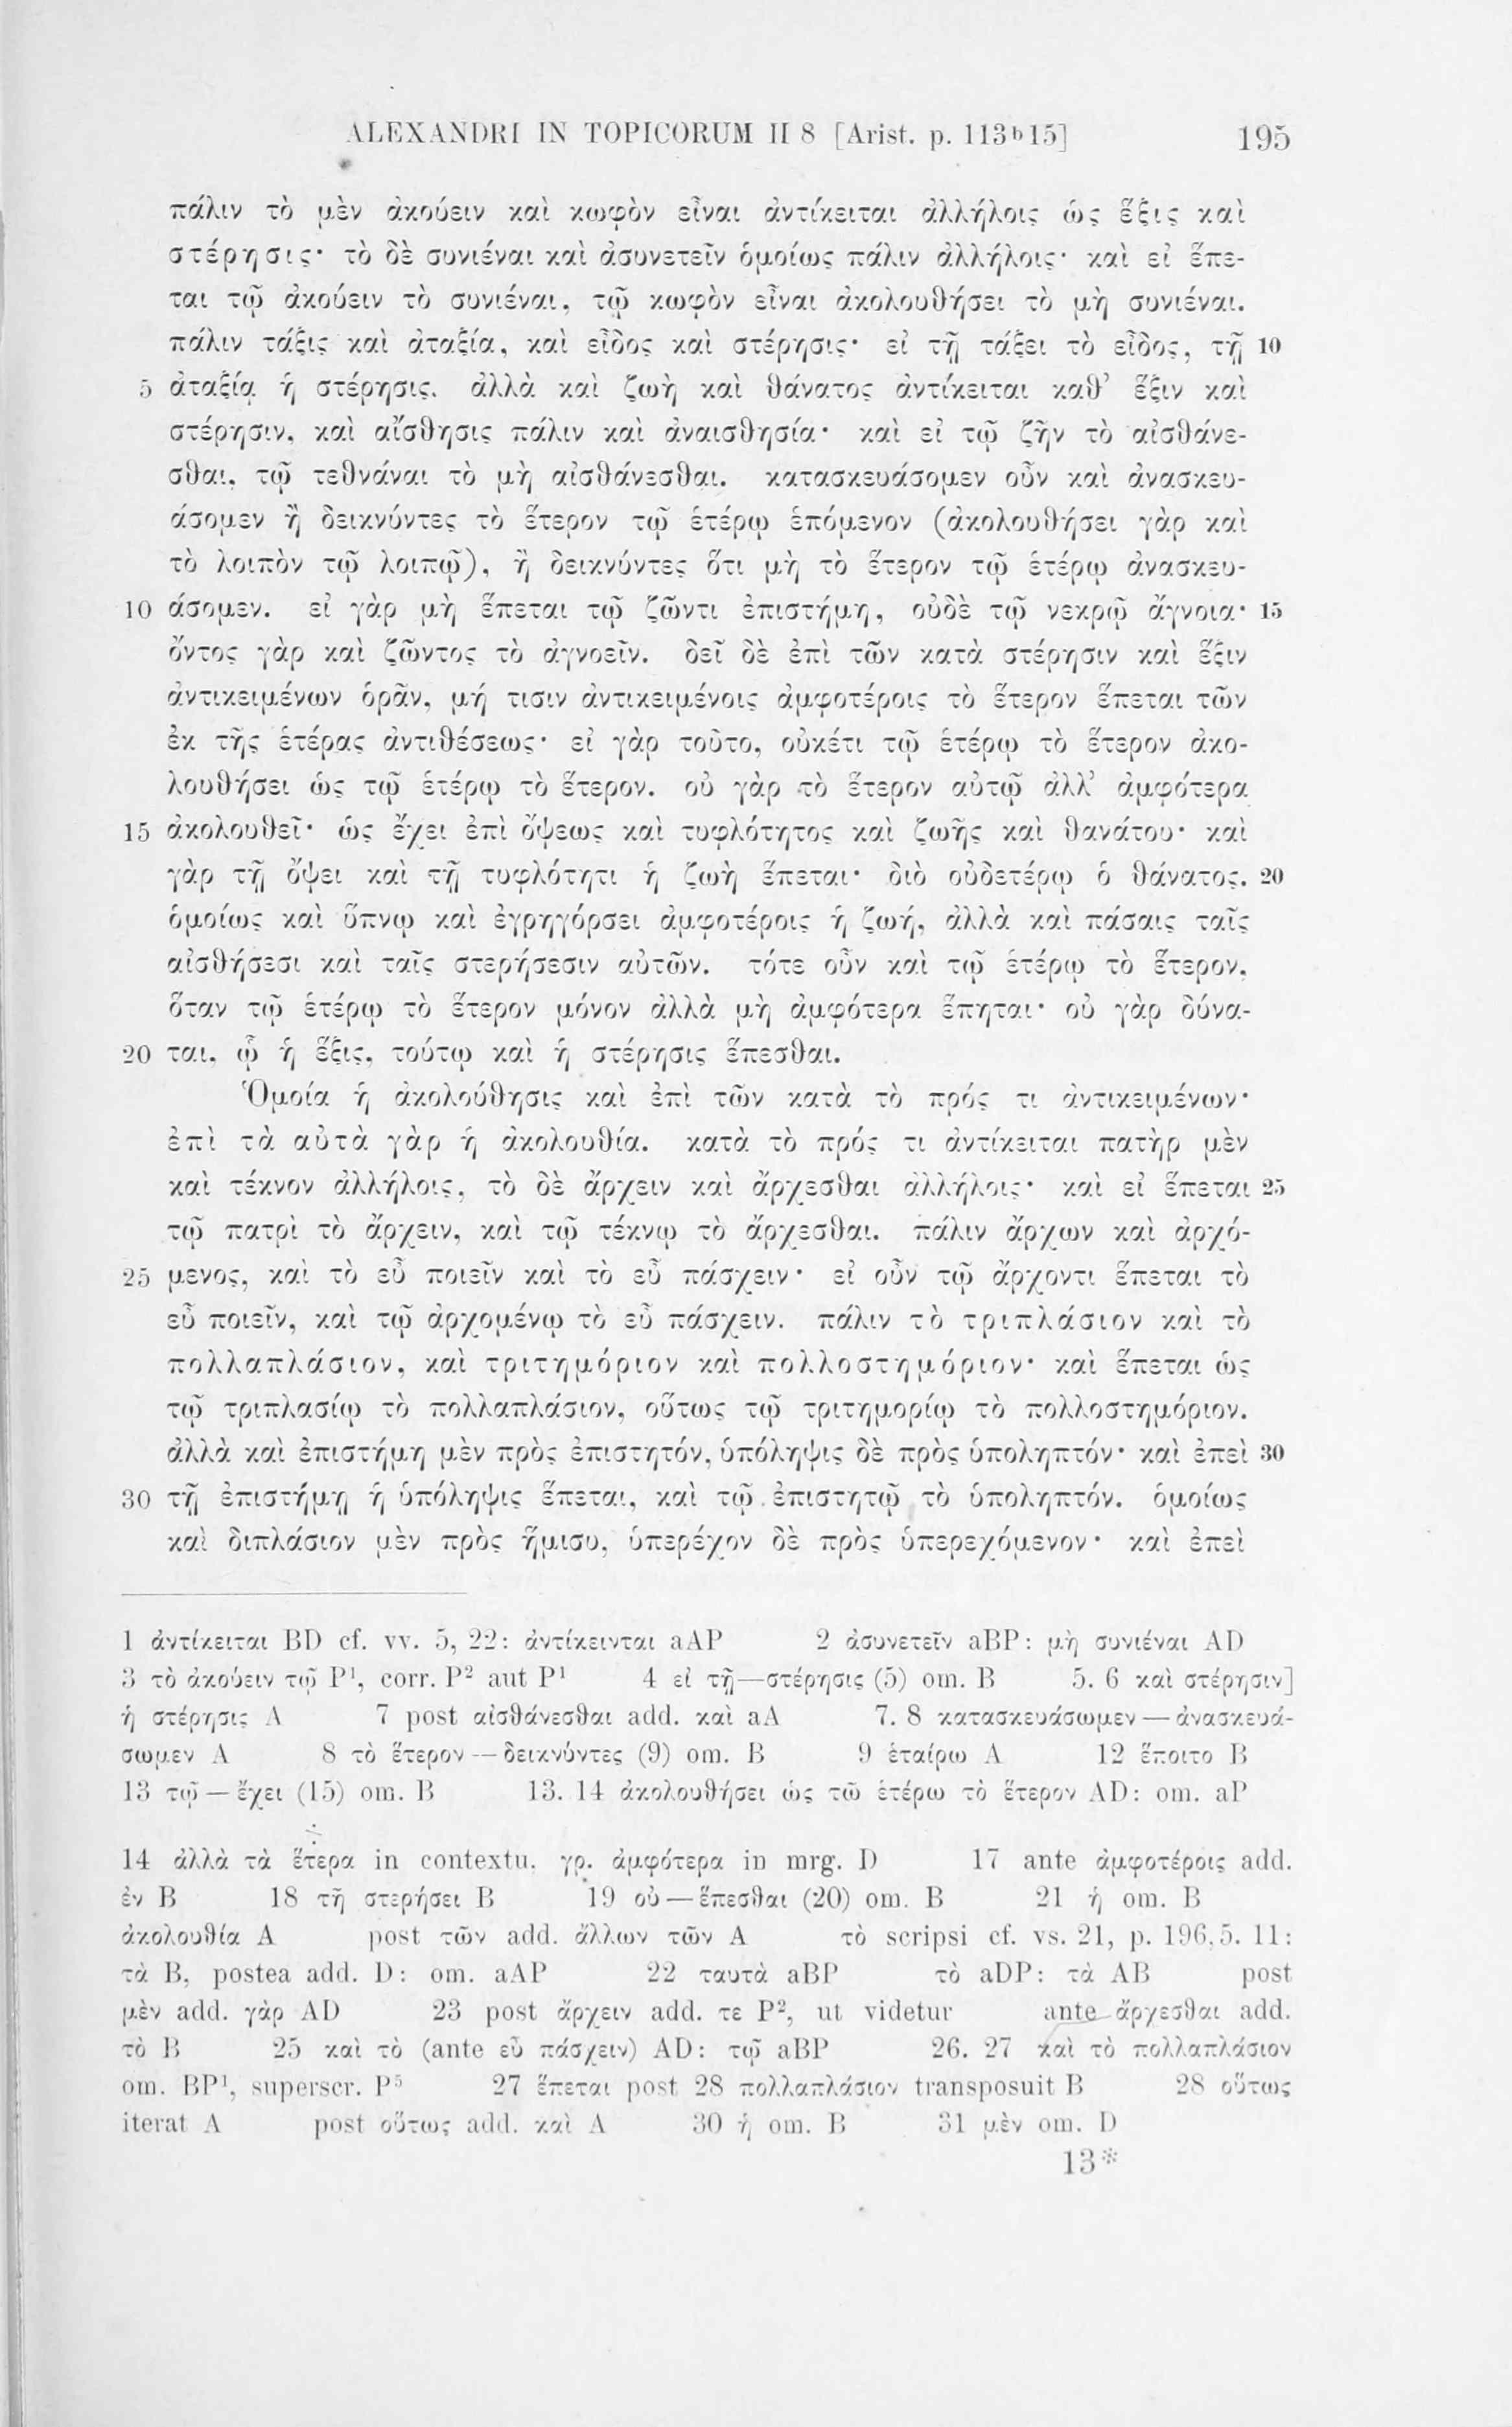 ALEXANDRI IN TOPICORUM II 8 [Arist. p. 113ᵇ15] 195
πάλιν τὸ μὲν ἀκούειν καὶ κωφὸν εἶναι ἀντίκειται ἀλλήλοις ὡς ἕξις καὶ
στέρησις· τὸ δὲ συνιέναι καὶ ἀσυνετεῖν ὁμοίως πάλιν ἀλλήλοις· καὶ εἰ ἕπε-
ται τῷ ἀκούειν τὸ συνιέναι, τῷ κωφὸν εἶναι ἀκολουθήσει τὸ μὴ συνιέναι.
πάλιν τάξις καὶ ἀταξία, καὶ εἶδος καὶ στέρησις· εἰ τῇ τάξει τὸ εἶδος, τῇ 10
5 ἀταξίᾳ ἡ στέρησις. ἀλλὰ καὶ ζωὴ καὶ θάνατος ἀντίκειται καθ’ ἕξιν καὶ
στέρησιν, καὶ αἴσθησις πάλιν καὶ ἀναισθησία· καὶ εἰ τῷ ζῆν τὸ αἰσθάνε-
σθαι, τῷ τεθνάναι τὸ μὴ αἰσθάνεσθαι. κατασκευάσομεν οὖν καὶ ἀνασκευ-
άσομεν ἢ δεικνύντες τὸ ἕτερον τῷ ἑτέρῳ ἑπόμενον (ἀκολουθήσει γὰρ καὶ
τὸ λοιπὸν τῷ λοιπῷ), ἢ δεικνύντες ὅτι μὴ τὸ ἕτερον τῷ ἑτέρῳ ἀνασκευ-
10 άσομεν. εἰ γὰρ μὴ ἕπεται τῷ ζῶντι ἐπιστήμη, οὐδὲ τῷ νεκρῷ ἄγνοια· 15
ὄντος γὰρ καὶ ζῶντος τὸ ἀγνοεῖν. δεῖ δὲ ἐπὶ τῶν κατὰ στέρησιν καὶ ἕξιν
ἀντικειμένων ὁρᾶν, μή τισιν ἀντικειμένοις ἀμφοτέροις τὸ ἕτερον ἕπεται τῶν
ἐκ τῆς ἑτέρας ἀντιθέσεως· εἰ γὰρ τοῦτο, οὐκέτι τῷ ἑτέρῳ τὸ ἕτερον ἀκο-
λουθήσει ὡς τῷ ἑτέρῳ τὸ ἕτερον. οὐ γὰρ τὸ ἕτερον αὐτῷ ἀλλ’ ἀμφότερα
15 ἀκολουθεῖ· ὡς ἔχει ἐπὶ ὄψεως καὶ τυφλότητος καὶ ζωῆς καὶ θανάτου· καὶ
γὰρ τῇ ὄψει καὶ τῇ τυφλότητι ἡ ζωὴ ἕπεται· διὸ οὐδετέρῳ ὁ θάνατος. 20
ὁμοίως καὶ ὕπνῳ καὶ ἐγρηγόρσει ἀμφοτέροις ἡ ζωή, ἀλλὰ καὶ πάσαις ταῖς
αἰσθήσεσι καὶ ταῖς στερήσεσιν αὐτῶν. τότε οὖν καὶ τῷ ἑτέρῳ τὸ ἕτερον,
ὅταν τῷ ἑτέρῳ τὸ ἕτερον μόνον ἀλλὰ μὴ ἀμφότερα ἕπηται· οὐ γὰρ δύνα-
20 ται, ᾧ ἡ ἕξις, τούτῳ καὶ ἡ στέρησις ἕπεσθαι.
Ὁμοία ἡ ἀκολούθησις καὶ ἐπὶ τῶν κατὰ τὸ πρός τι ἀντικειμένων·
ἐπὶ τὰ αὐτὰ γὰρ ἡ ἀκολουθία. κατὰ τὸ πρός τι ἀντίκειται πατὴρ μὲν
καὶ τέκνον ἀλλήλοις, τὸ δὲ ἄρχειν καὶ ἄρχεσθαι ἀλλήλοις· καὶ εἰ ἕπεται 25
τῷ πατρὶ τὸ ἄρχειν, καὶ τῷ τέκνῳ τὸ ἄρχεσθαι. πάλιν ἄρχων καὶ ἀρχό-
25 μενος, καὶ τὸ εὖ ποιεῖν καὶ τὸ εὖ πάσχειν· εἰ οὖν τῷ ἄρχοντι ἕπεται τὸ
εὖ ποιεῖν, καὶ τῷ ἀρχομένῳ τὸ εὖ πάσχειν. πάλιν τὸ τριπλάσιον καὶ τὸ
πολλαπλάσιον, καὶ τριτημόριον καὶ πολλοστημόριον· καὶ ἕπεται ὡς
τῷ τριπλασίῳ τὸ πολλαπλάσιον, οὕτως τῷ τριτημορίῳ τὸ πολλοστημόριον.
ἀλλὰ καὶ ἐπιστήμη μὲν πρὸς ἐπιστητόν, ὑπόληψις δὲ πρὸς ὑποληπτόν· καὶ ἐπεὶ 30
30 τῇ ἐπιστήμῃ ἡ ὑπόληψις ἕπεται, καὶ τῷ ἐπιστητῷ τὸ ὑποληπτόν. ὁμοίως
καὶ διπλάσιον μὲν πρὸς ἥμισυ, ὑπερέχον δὲ πρὸς ὑπερεχόμενον· καὶ ἐπεὶ
1 ἀντίκειται BD cf. vv. 5, 22: ἀντίκεινται aAP 2 ἀσυνετεῖν aBP: μὴ συνιέναι AD
3 τὸ ἀκούειν τῷ P¹, corr. P² aut P¹ 4 εἰ τῇ—στέρησις (5) om. B 5. 6 καὶ στέρησιν]
ἡ στέρησις A 7 post αἰσθάνεσθαι add. καὶ aA 7. 8 κατασκευάσωμεν — ἀνασκευά-
σωμεν A 8 τὸ ἕτερον — δεικνύντες (9) om. B 9 ἑταίρω A 12 ἕποιτο B
13 τῷ — ἔχει (15) om. B 13. 14 ἀκολουθήσει ὡς τῶ ἑτέρω τὸ ἕτερον AD: om. aP
14 ἀλλὰ τὰ ἕτερα in contextu, γρ. ἀμφότερα in mrg. D 17 ante ἀμφοτέροις add.
ἐν B 18 τῇ στερήσει B 19 οὐ — ἕπεσθαι (20) om. B 21 ἡ om. B
ἀκολουθία A post τῶν add. ἄλλων τῶν A τὸ scripsi cf. vs. 21, p. 196,5. 11:
τὰ B, postea add. D: om. aAP 22 ταυτὰ aBP τὸ aDP: τὰ AB post
μὲν add. γὰρ AD 23 post ἄρχειν add. τε P², ut videtur ante ἄρχεσθαι add.
τὸ B 25 καὶ τὸ (ante εὖ πάσχειν) AD: τῷ aBP 26. 27 καὶ τὸ πολλαπλάσιον
om. BP¹, superscr. P⁵ 27 ἕπεται post 28 πολλαπλάσιον transposuit B 28 οὕτως
iterat A post οὕτως add. καὶ A 30 ἡ om. B 31 μὲν om. D
13*